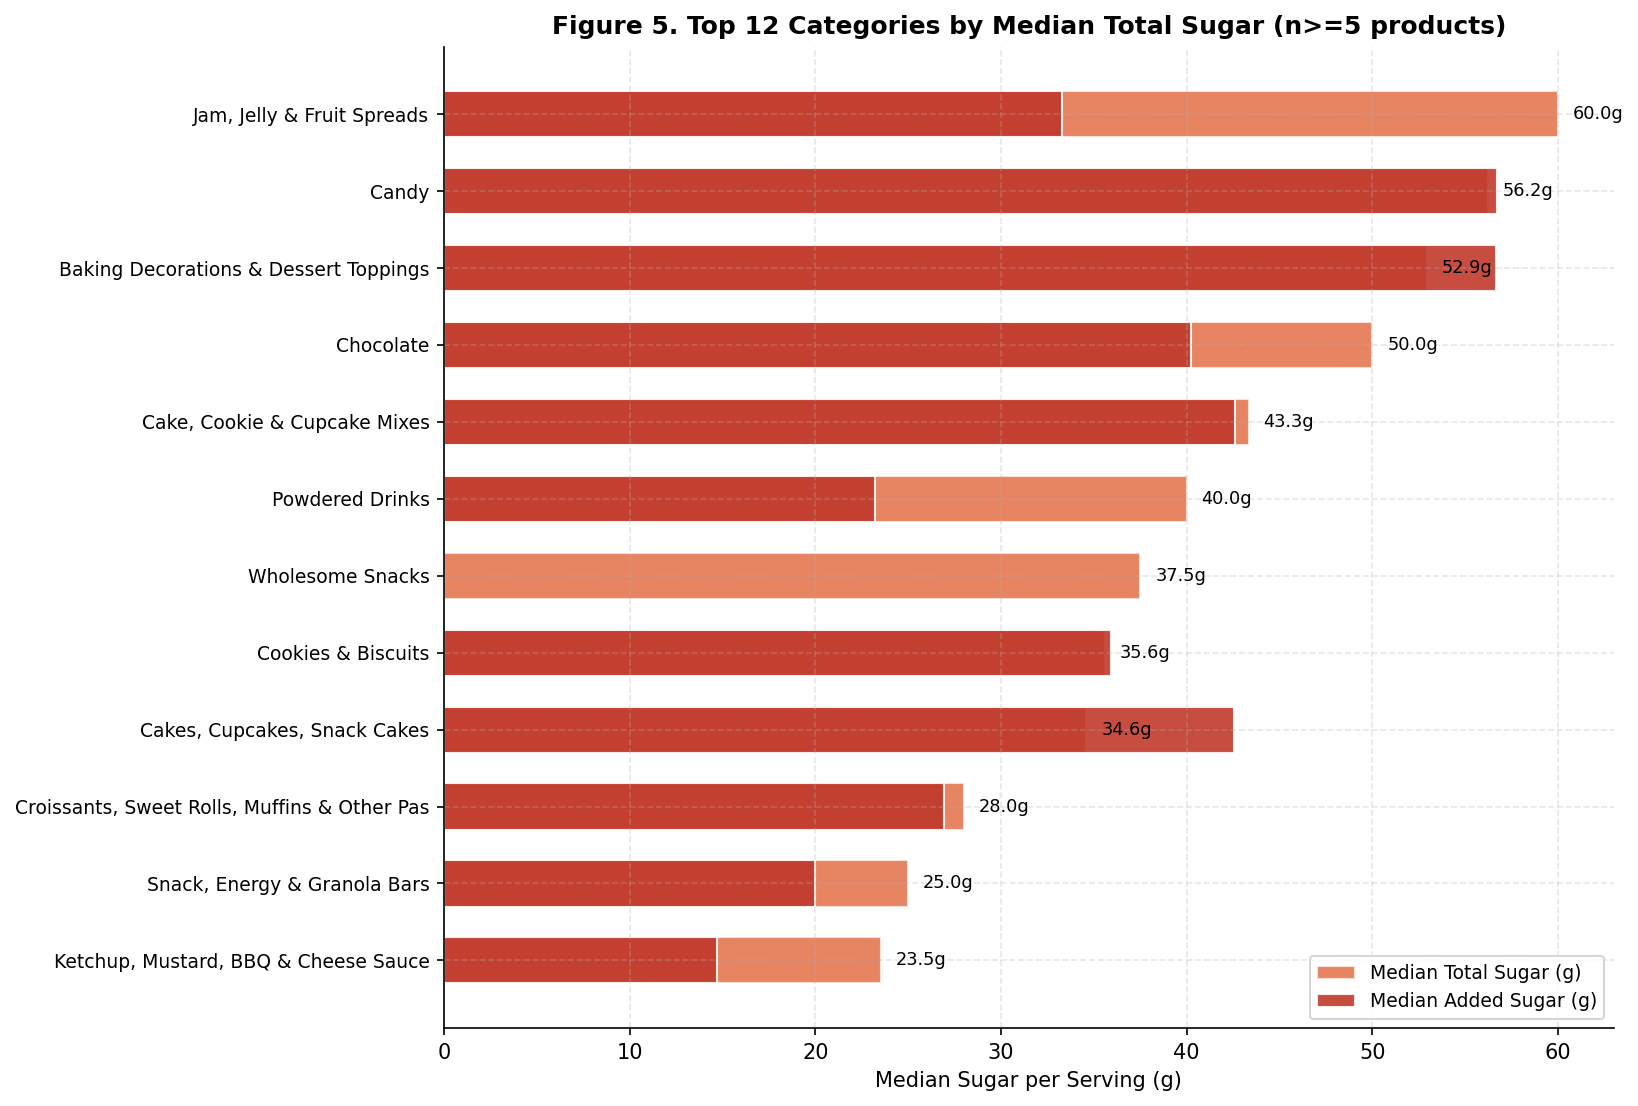 Figure 5. Top 12 Categories by Median Total Sugar (n>=5 products)
Jam, Jelly & Fruit Spreads
60.0g
Candy
56.2g
Baking Decorations & Dessert Toppings
52.9g
Chocolate
50.0g
Cake, Cookie & Cupcake Mixes
43.3g
Powdered Drinks
40.0g
Wholesome Snacks
37.5g
Cookies & Biscuits
35.6g
Cakes, Cupcakes, Snack Cakes
34.6g
Croissants, Sweet Rolls, Muffins & Other Pas
28.0g
Snack, Energy & Granola Bars
25.0g
Ketchup, Mustard, BBQ & Cheese Sauce
23.5g
Median Total Sugar (g)
Median Added Sugar (g)
0 10 20 30 40 50 60
Median Sugar per Serving (g)